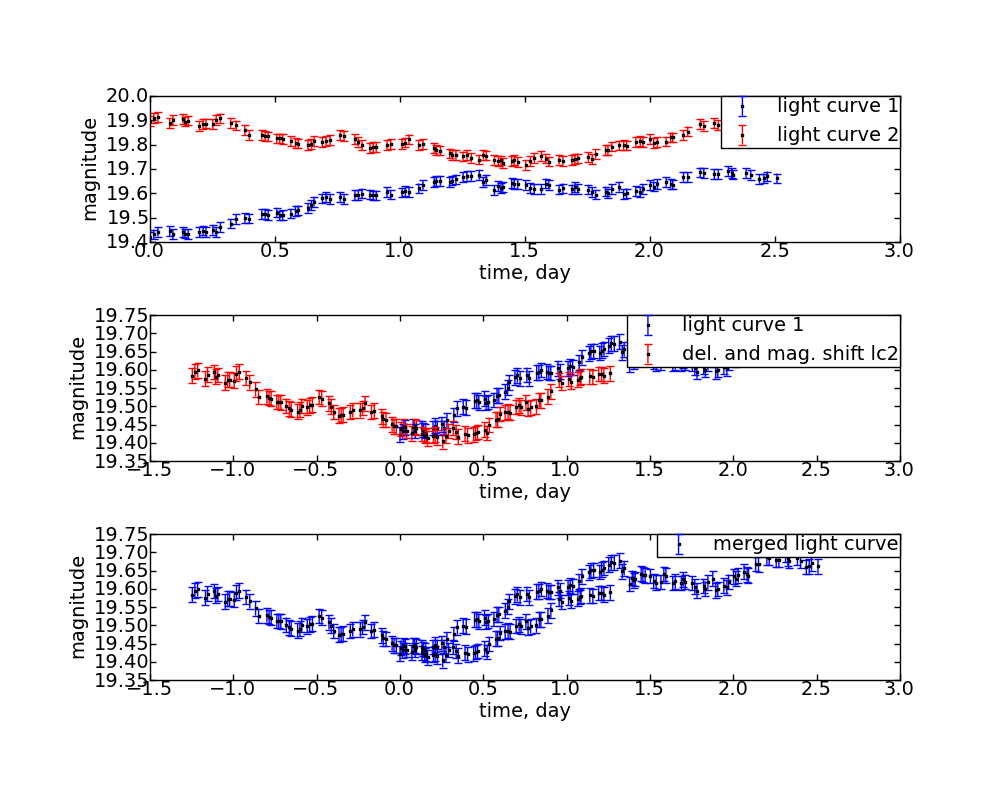 20.0
19.9
19.8
19.7
19.6
19.5
19.4
magnitude
light curve 1
light curve 2
0.0 0.5 1.0 1.5 2.0 2.5 3.0
time, day
19.75
19.70
19.65
19.60
19.55
19.50
19.45
19.40
19.35
magnitude
light curve 1
del. and mag. shift lc2
−1.5 −1.0 −0.5 0.0 0.5 1.0 1.5 2.0 2.5 3.0
time, day
19.75
19.70
19.65
19.60
19.55
19.50
19.45
19.40
19.35
magnitude
merged light curve
−1.5 −1.0 −0.5 0.0 0.5 1.0 1.5 2.0 2.5 3.0
time, day